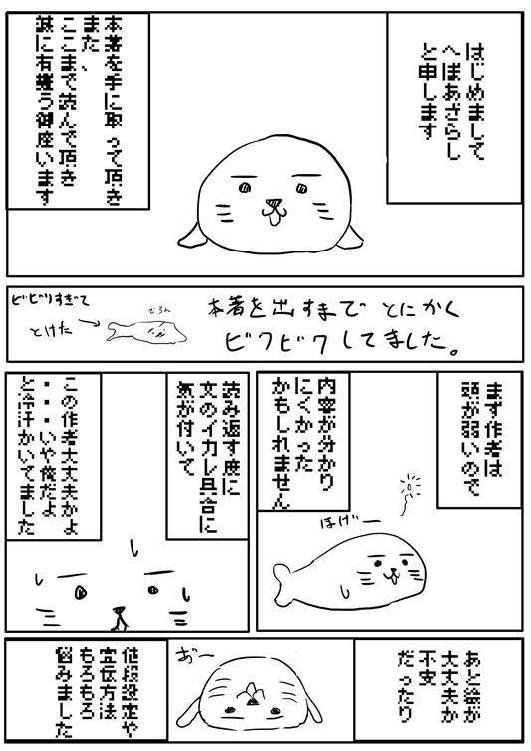 はじめまして
へぼあざらし
と申します
本著を手に取って頂き
また、
ここまで読んで頂き
誠に有難う御座います
本著を出すまで とにかく
ビクビク してました。
ビビりすぎて
とけた
でろん
まず作者は
頭が弱いので
内容が分かり
にくかった
かもしれません
ほげー
読み返す度に
文のイカレ具合に
気が付いて
この作者大丈夫かよ
・・・いや俺だよ
と冷汗かいてました
あと絵が
大丈夫か
不安
だったり
おー
値段設定や
宣伝方法
もろもろ
悩みました